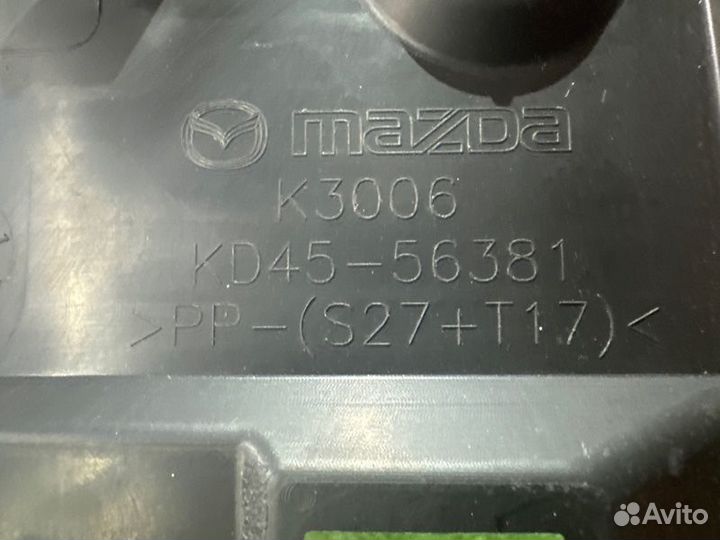 mazda
K3006
KD45-56381
>PP-(S27+T17)<
Avito